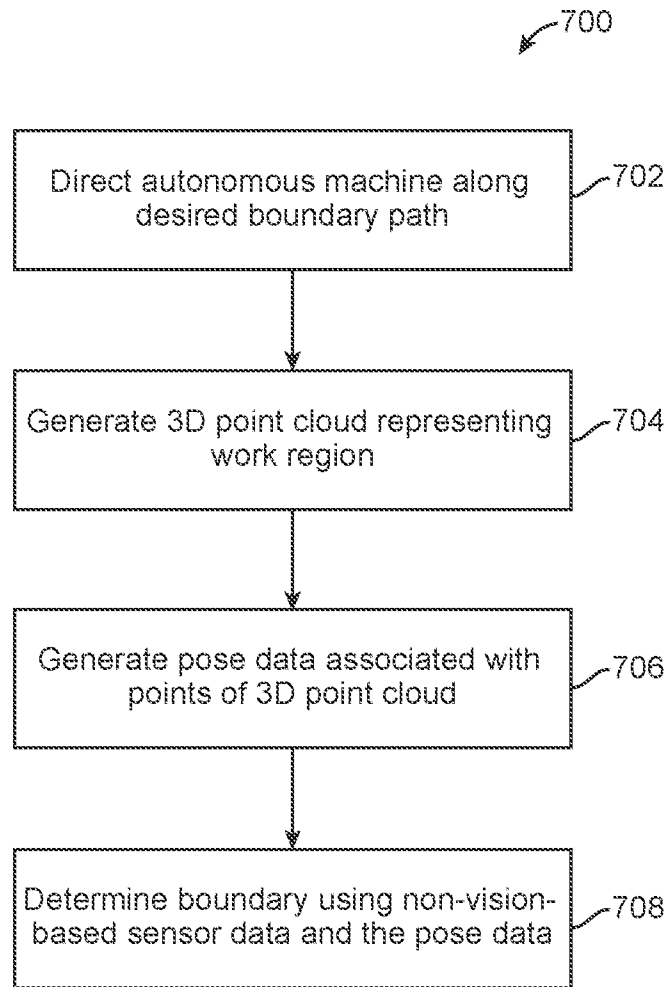 700
Direct autonomous machine along
desired boundary path
702
Generate 3D point cloud representing
work region
704
Generate pose data associated with
points of 3D point cloud
706
Determine boundary using non-vision-
based sensor data and the pose data
708